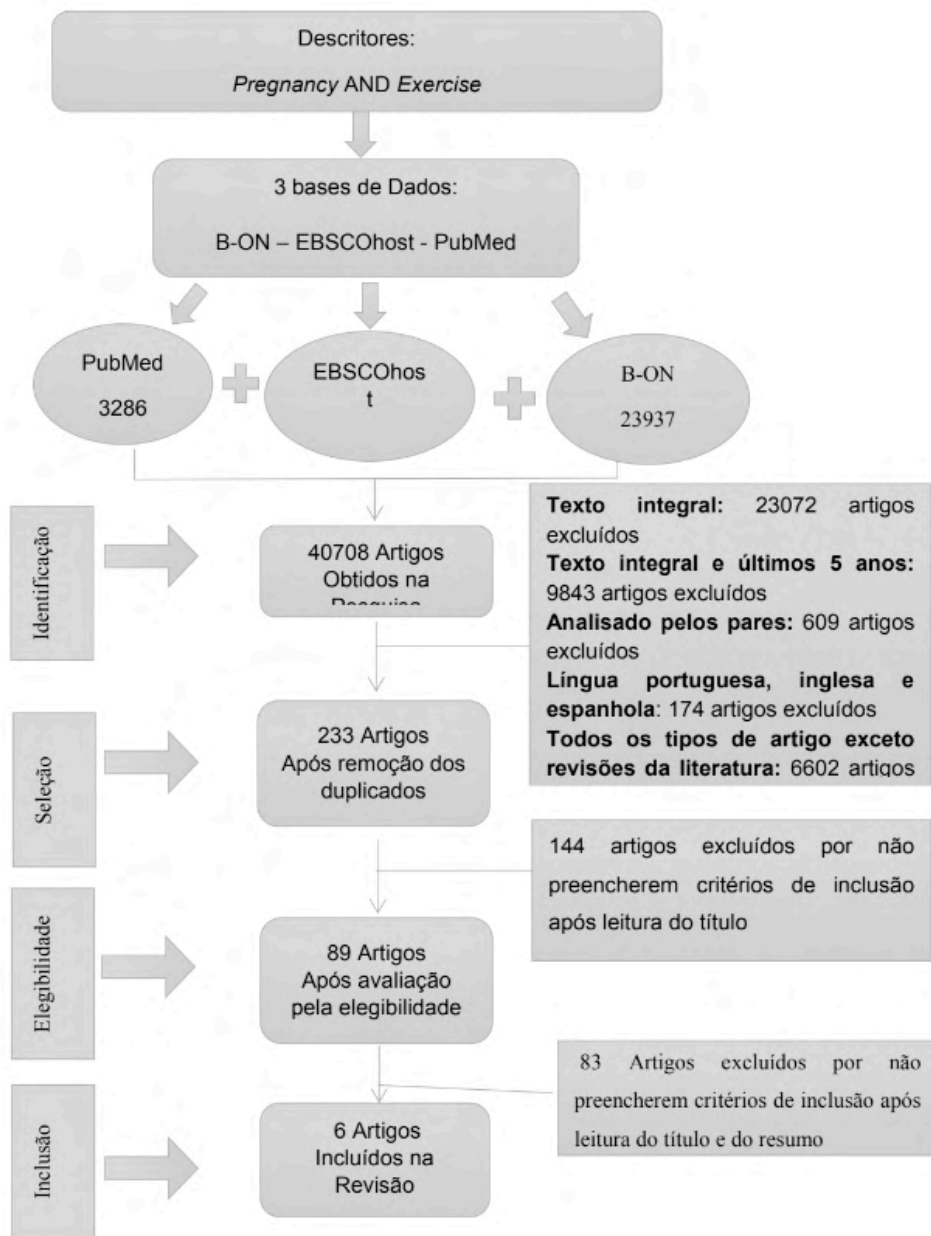 Descritores:
Pregnancy AND Exercise
3 bases de Dados:
B-ON – EBSCOhost - PubMed
PubMed
3286
EBSCOhos
t
B-ON
23937
Identificação
40708 Artigos
Obtidos na
Pesquisa
Texto integral: 23072 artigos
excluídos
Texto integral e últimos 5 anos:
9843 artigos excluídos
Analisado pelos pares: 609 artigos
excluídos
Língua portuguesa, inglesa e
espanhola: 174 artigos excluídos
Todos os tipos de artigo exceto
revisões da literatura: 6602 artigos
Seleção
233 Artigos
Após remoção dos
duplicados
144 artigos excluídos por não
preencherem critérios de inclusão
após leitura do título
Elegibilidade
89 Artigos
Após avaliação
pela elegibilidade
83 Artigos excluídos por não
preencherem critérios de inclusão após
leitura do título e do resumo
Inclusão
6 Artigos
Incluídos na
Revisão